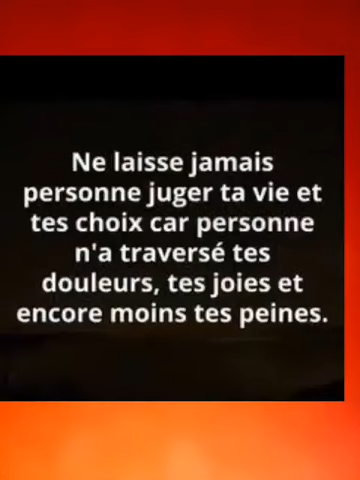 Ne laisse jamais
personne juger ta vie et
tes choix car personne
n'a traversé tes
douleurs, tes joies et
encore moins tes peines.